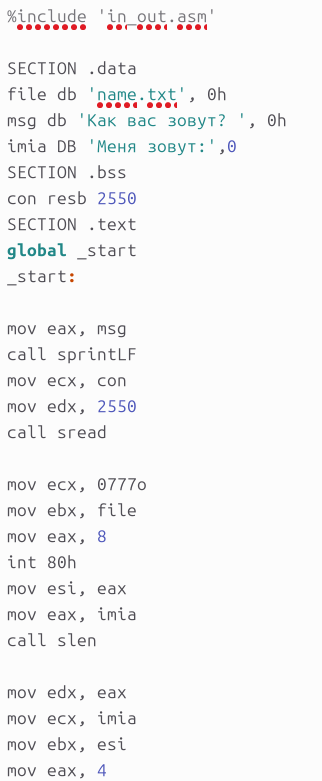 %include 'in_out.asm'
SECTION .data
file db 'name.txt', 0h
msg db 'Как вас зовут? ', 0h
imia DB 'Меня зовут:',0
SECTION .bss
con resb 2550
SECTION .text
global _start
_start:
mov eax, msg
call sprintLF
mov ecx, con
mov edx, 2550
call sread
mov ecx, 0777o
mov ebx, file
mov eax, 8
int 80h
mov esi, eax
mov eax, imia
call slen
mov edx, eax
mov ecx, imia
mov ebx, esi
mov eax, 4